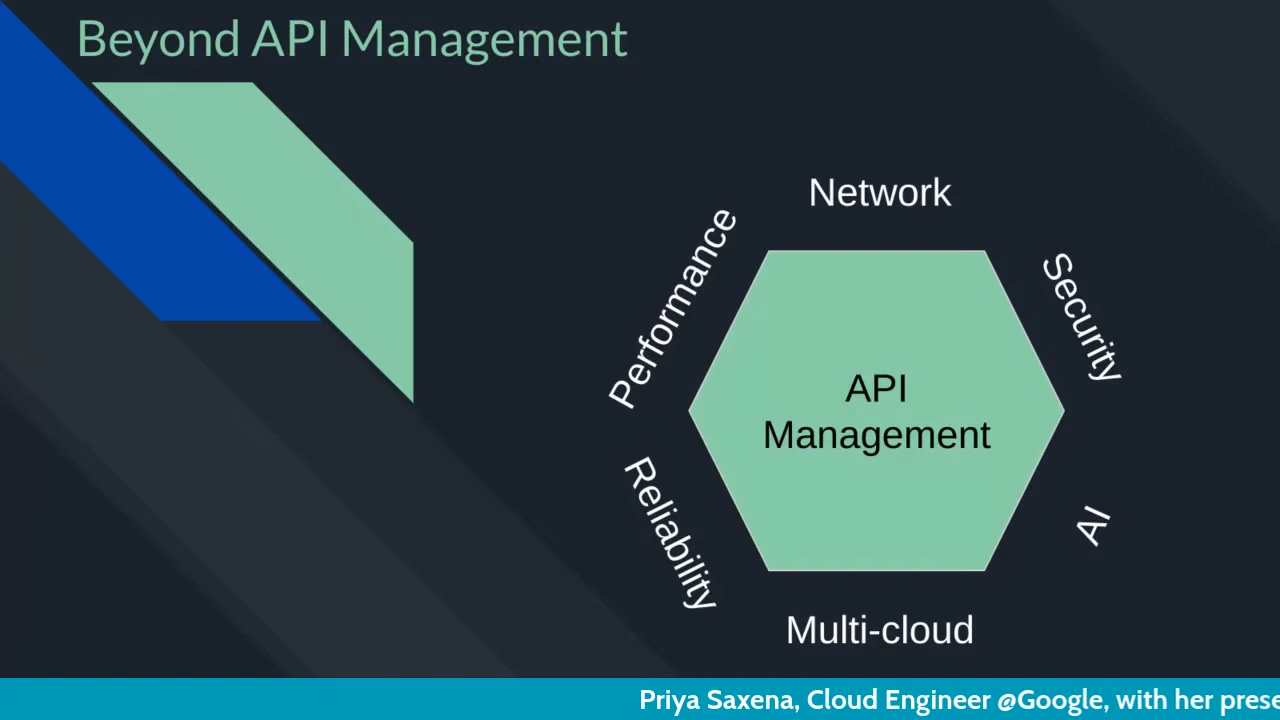 Beyond API Management
Network
Performance
Security
API
Management
Reliability
AI
Multi-cloud
Priya Saxena, Cloud Engineer @Google, with her prese